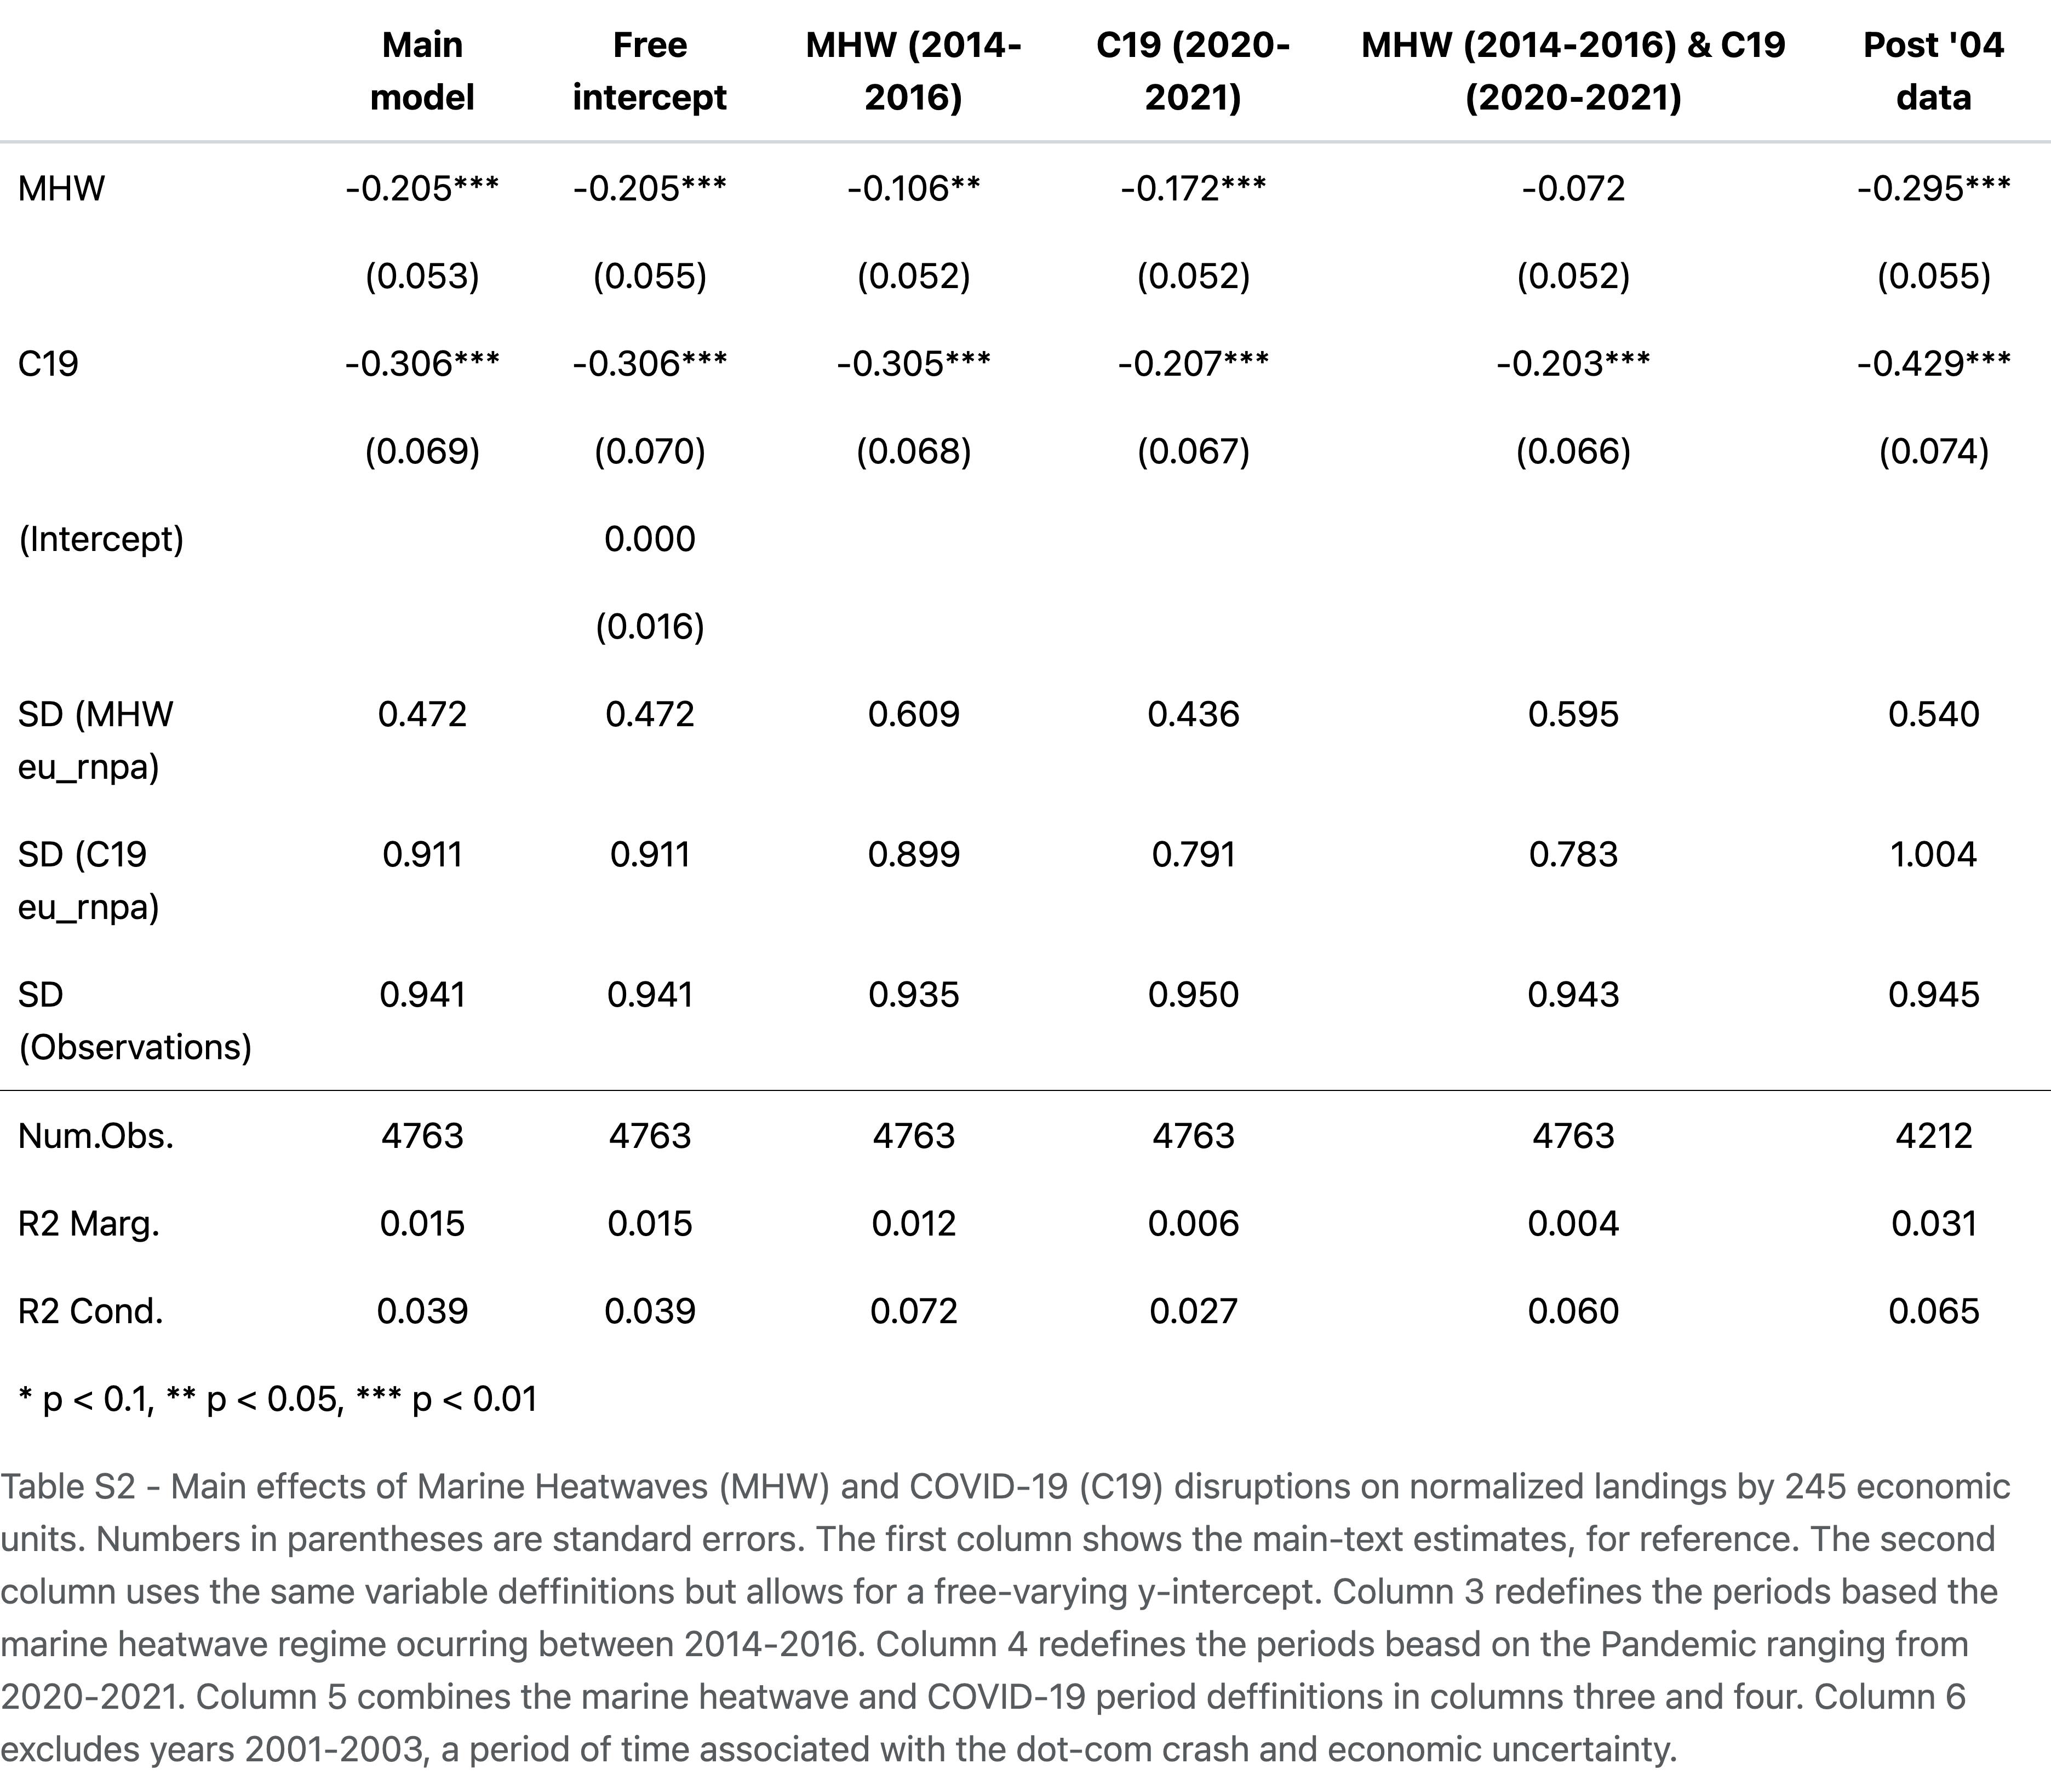 Main Free MHW (2014- C19 (2020- MHW (2014-2016) & C19 Post '04
model intercept 2016) 2021) (2020-2021) data
MHW -0.205*** -0.205*** -0.106** -0.172*** -0.072 -0.295***
(0.053) (0.055) (0.052) (0.052) (0.052) (0.055)
C19 -0.306*** -0.306*** -0.305*** -0.207*** -0.203*** -0.429***
(0.069) (0.070) (0.068) (0.067) (0.066) (0.074)
(Intercept) 0.000
(0.016)
SD (MHW 0.472 0.472 0.609 0.436 0.595 0.540
eu_rnpa)
SD (C19 0.911 0.911 0.899 0.791 0.783 1.004
eu_rnpa)
SD 0.941 0.941 0.935 0.950 0.943 0.945
(Observations)
Num.Obs. 4763 4763 4763 4763 4763 4212
R2 Marg. 0.015 0.015 0.012 0.006 0.004 0.031
R2 Cond. 0.039 0.039 0.072 0.027 0.060 0.065
* p < 0.1, ** p < 0.05, *** p < 0.01
Table S2 - Main effects of Marine Heatwaves (MHW) and COVID-19 (C19) disruptions on normalized landings by 245 economic
units. Numbers in parentheses are standard errors. The first column shows the main-text estimates, for reference. The second
column uses the same variable deffinitions but allows for a free-varying y-intercept. Column 3 redefines the periods based the
marine heatwave regime ocurring between 2014-2016. Column 4 redefines the periods beasd on the Pandemic ranging from
2020-2021. Column 5 combines the marine heatwave and COVID-19 period deffinitions in columns three and four. Column 6
excludes years 2001-2003, a period of time associated with the dot-com crash and economic uncertainty.